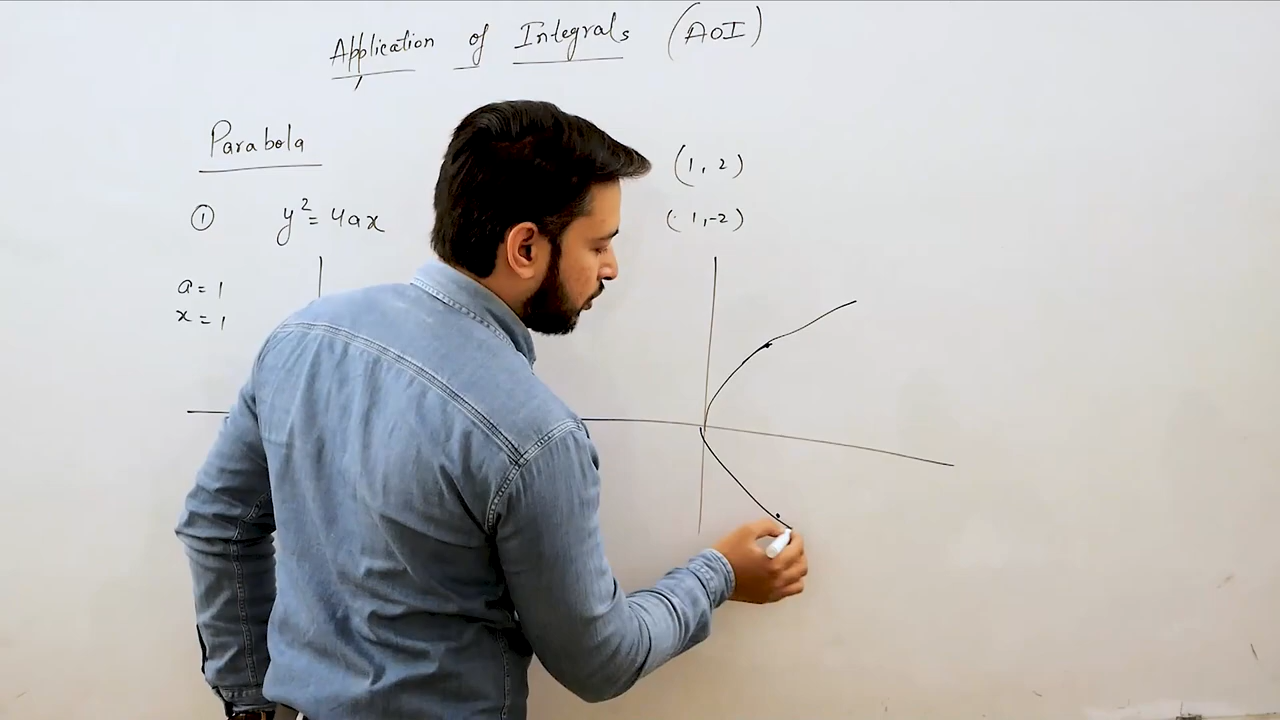 Application of Integrals (AOI)
Parabola
(1, 2)
① y² = 4ax
(1, -2)
a = 1
x = 1